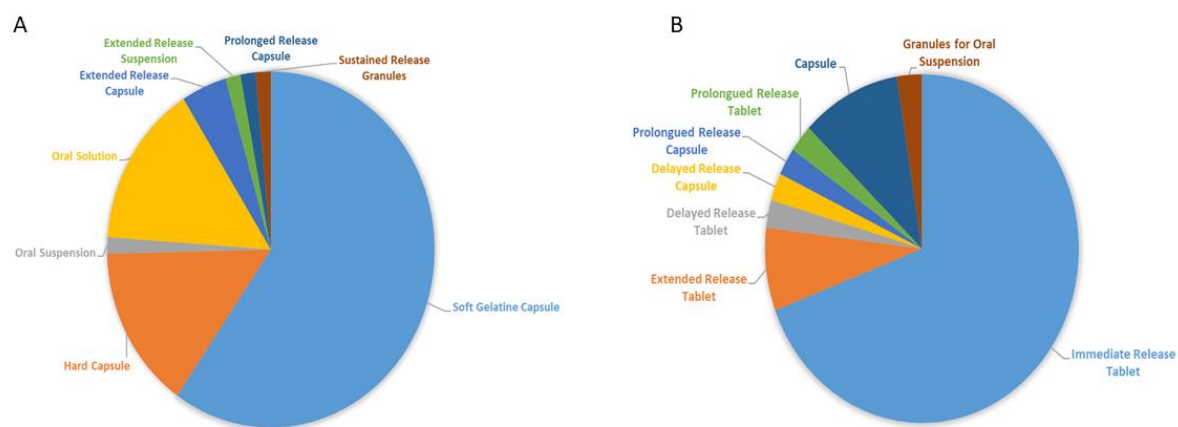 A
Extended Release
Suspension
Prolonged Release
Capsule
Sustained Release
Granules
Extended Release
Capsule
Oral Solution
Oral Suspension
Hard Capsule
Soft Gelatine Capsule
B
Granules for Oral
Suspension
Capsule
Prolongued Release
Tablet
Prolongued Release
Capsule
Delayed Release
Capsule
Delayed Release
Tablet
Extended Release
Tablet
Immediate Release
Tablet